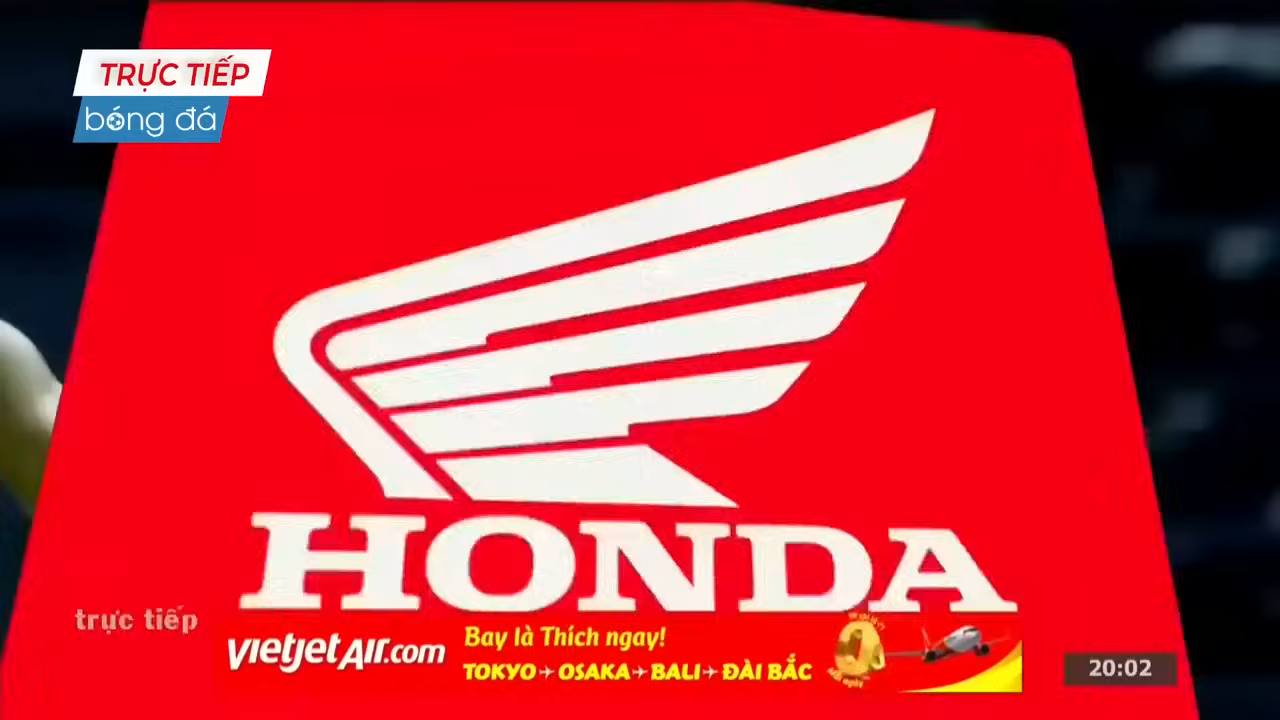 TRỰC TIẾP
bóng đá
HONDA
trực tiếp
vietjetAir.com
Bay là Thích ngay!
TOKYO
OSAKA
BALI
ĐÀI BẮC
20:02